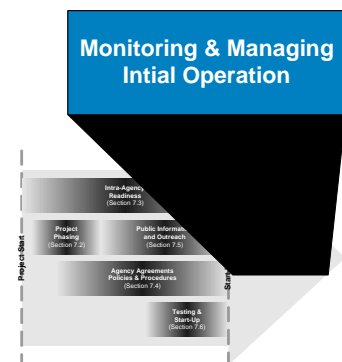 Monitoring & Managing
Intial Operation
Intra-Agency
Readiness
(Section 7.3)
Project
Phasing
(Section 7.2)
Public Informat
and Outreach
(Section 7.5)
Agency Agreements
Policies & Procedures
(Section 7.4)
Testing &
Start-Up
(Section 7.6)
Project Start
Start